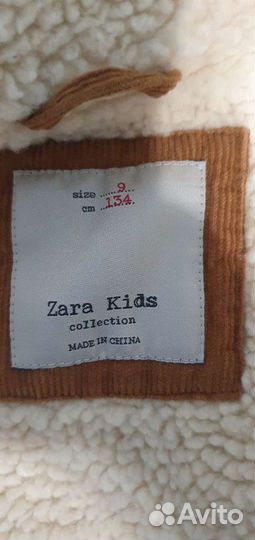 size ......9...
cm ...134...
Zara Kids
collection
MADE IN CHINA
Avito